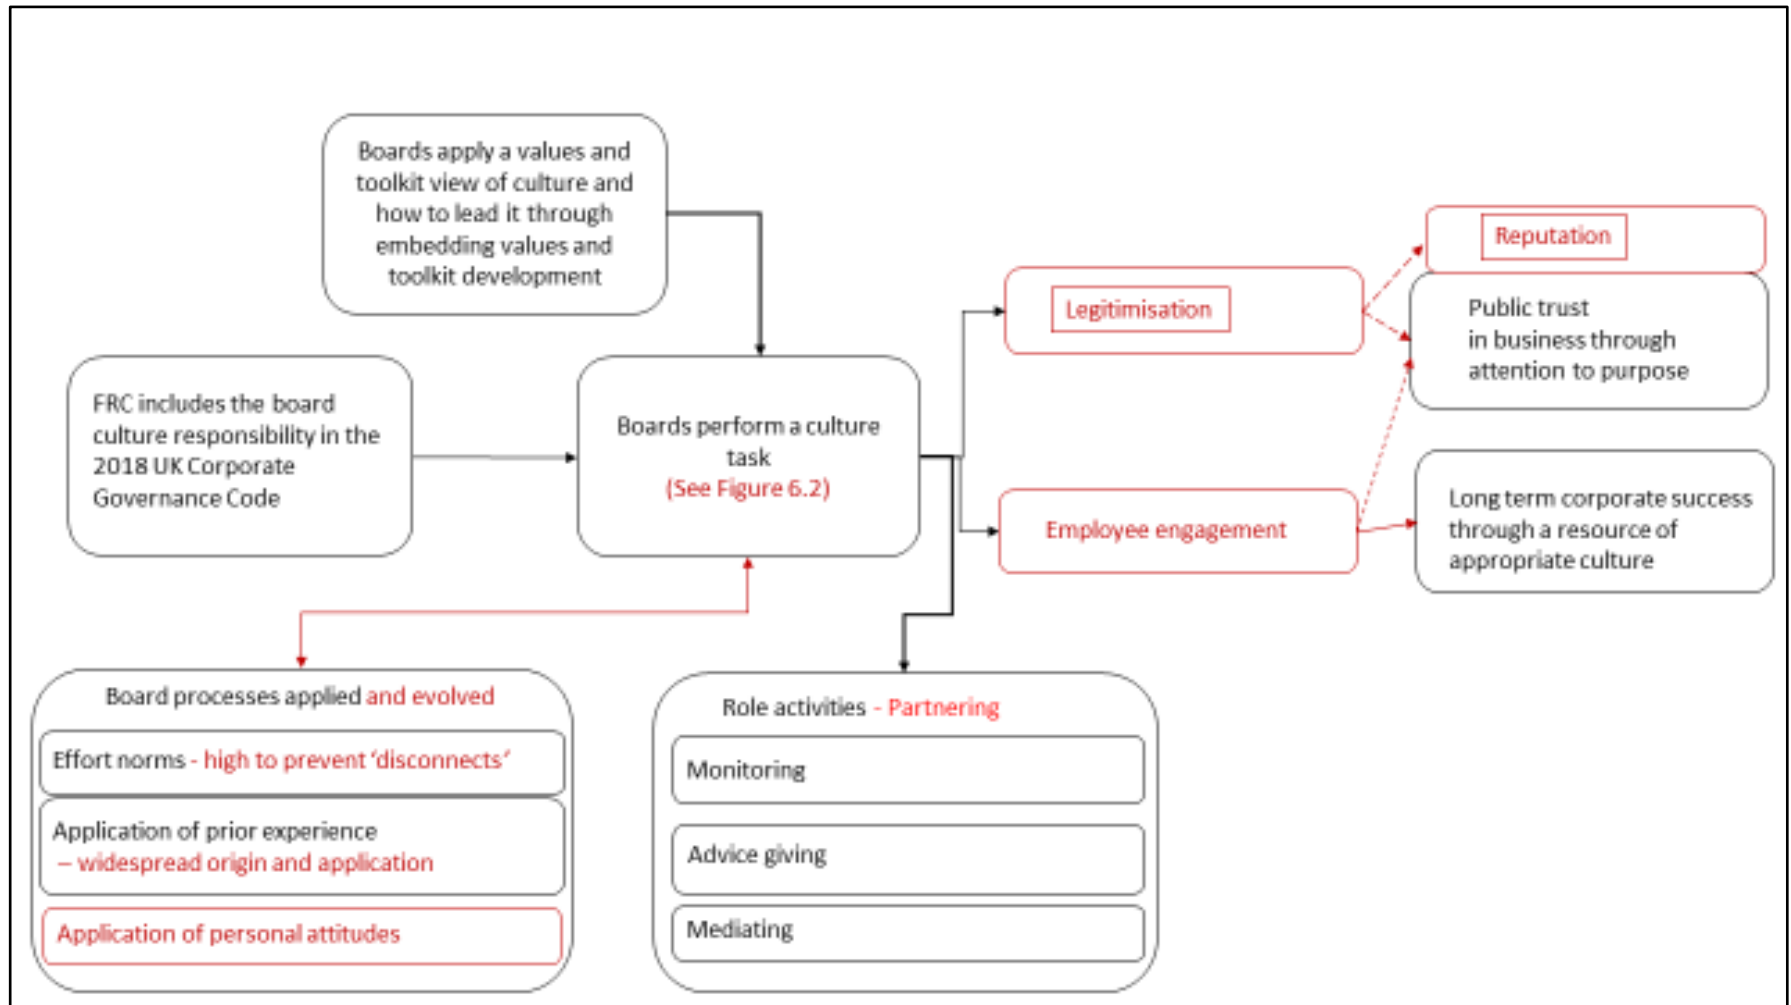 Boards apply a values and
toolkit view of culture and
how to lead it through
embedding values and
toolkit development
FRC includes the board
culture responsibility in the
2018 UK Corporate
Governance Code
Boards perform a culture
task
(See Figure 6.2)
Legitimisation
Employee engagement
Reputation
Public trust
in business through
attention to purpose
Long term corporate success
through a resource of
appropriate culture
Board processes applied and evolved
Effort norms - high to prevent ‘disconnects’
Application of prior experience
– widespread origin and application
Application of personal attitudes
Role activities - Partnering
Monitoring
Advice giving
Mediating